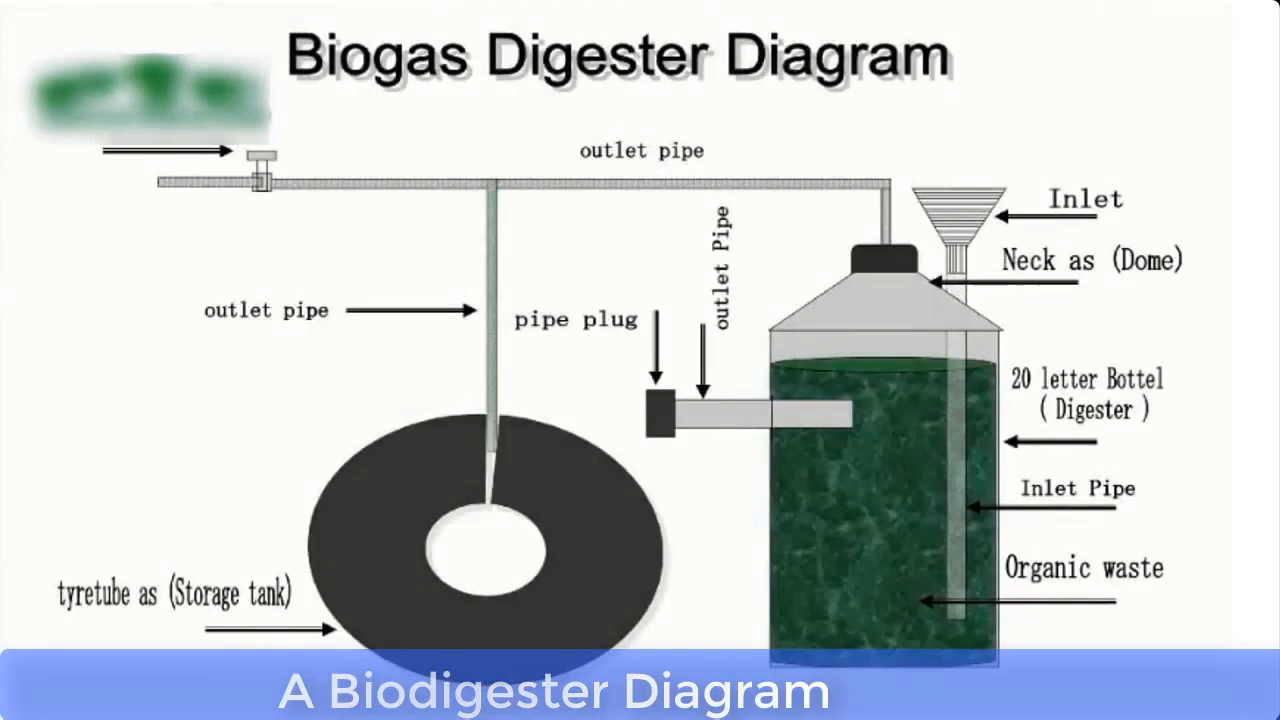 Biogas Digester Diagram
outlet pipe
Inlet
Neck as (Dome)
outlet Pipe
outlet pipe
pipe plug
20 letter Bottel
( Digester )
Inlet Pipe
Organic waste
tyretube as (Storage tank)
A Biodigester Diagram